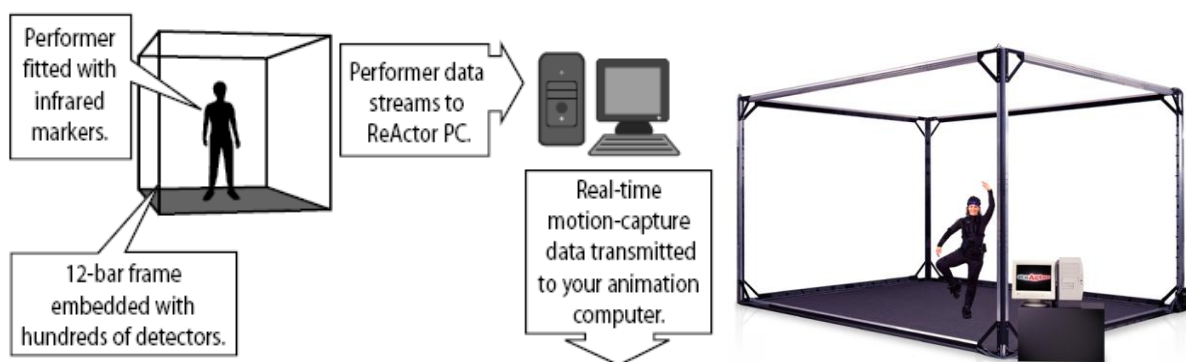 Performer
fitted with
infrared
markers.
Performer data
streams to
ReActor PC.
12-bar frame
embedded with
hundreds of detectors.
Real-time
motion-capture
data transmitted
to your animation
computer.
ReActor